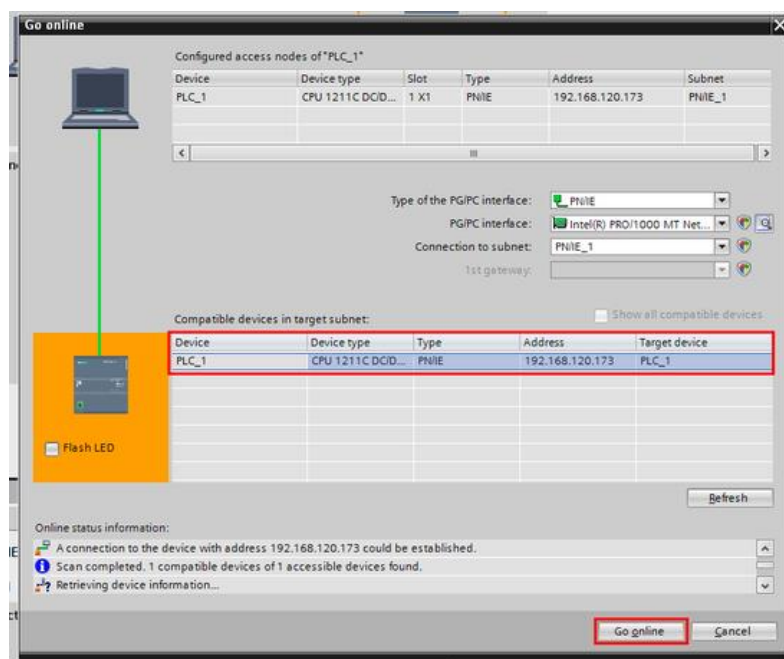 Go online
Configured access nodes of "PLC_1"
Device Device type Slot Type Address Subnet
PLC_1 CPU 1211C DC/D... 1 X1 PN/IE 192.168.120.173 PN/IE_1
Type of the PG/PC interface: PN/IE
PG/PC interface: Intel(R) PRO/1000 MT Net...
Connection to subnet: PN/IE_1
1st gateway:
Compatible devices in target subnet: Show all compatible devices
Device Device type Type Address Target device
PLC_1 CPU 1211C DC/D... PN/IE 192.168.120.173 PLC_1
Flash LED
Refresh
Online status information:
A connection to the device with address 192.168.120.173 could be established.
Scan completed. 1 compatible devices of 1 accessible devices found.
Retrieving device information...
Go online Cancel